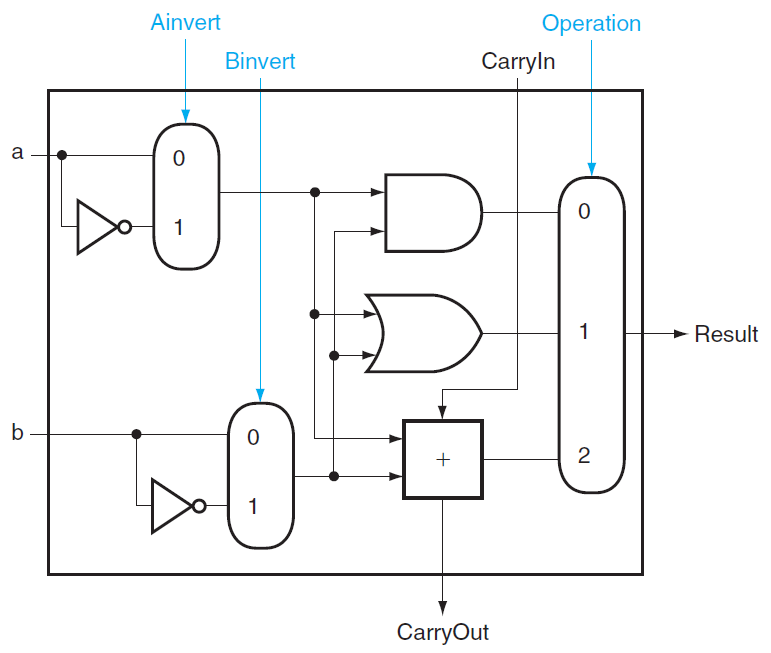 Ainvert
Operation
Binvert
CarryIn
a
0
1
0
1
Result
b
0
1
+
2
CarryOut